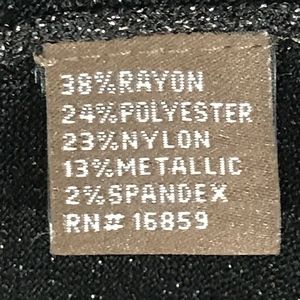 38%RAYON
24%POLYESTER
23%NYLON
13%METALLIC
2%SPANDEX
RN# 16859